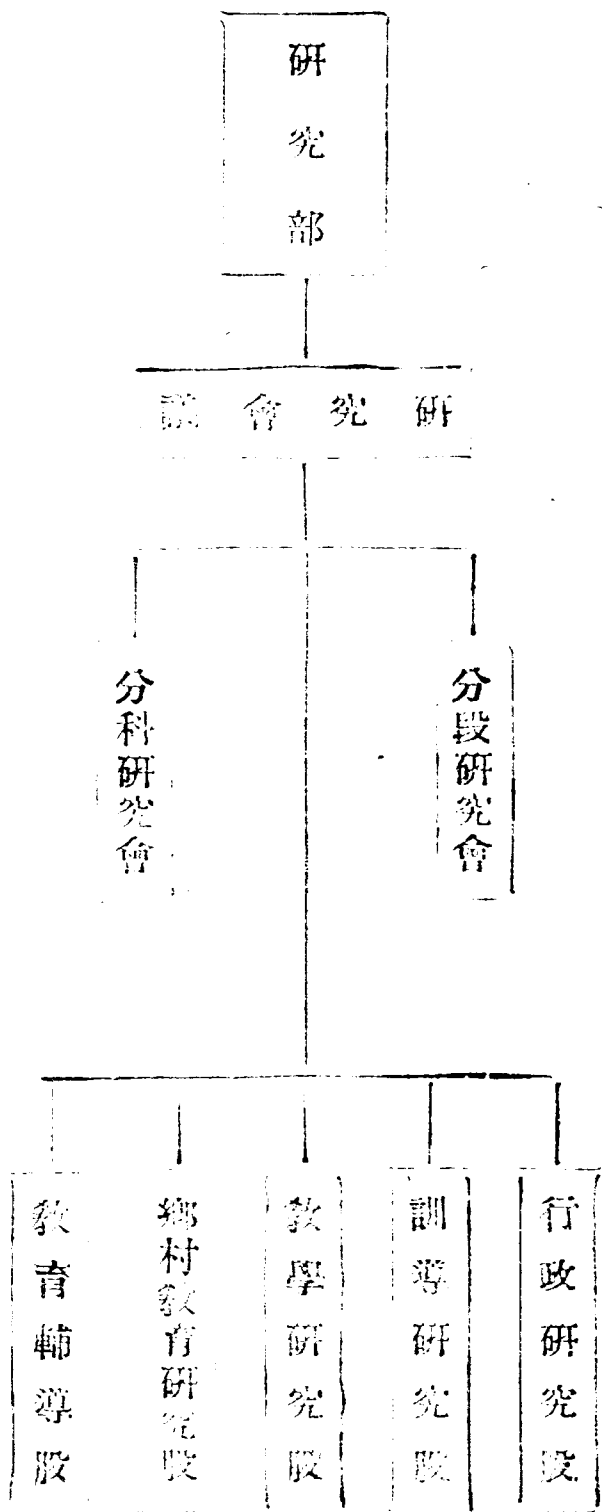 研究部
研究會議
分段研究會
分科研究會
行政研究股
訓導研究股
教學研究股
鄉村教育研究股
教育輔導股